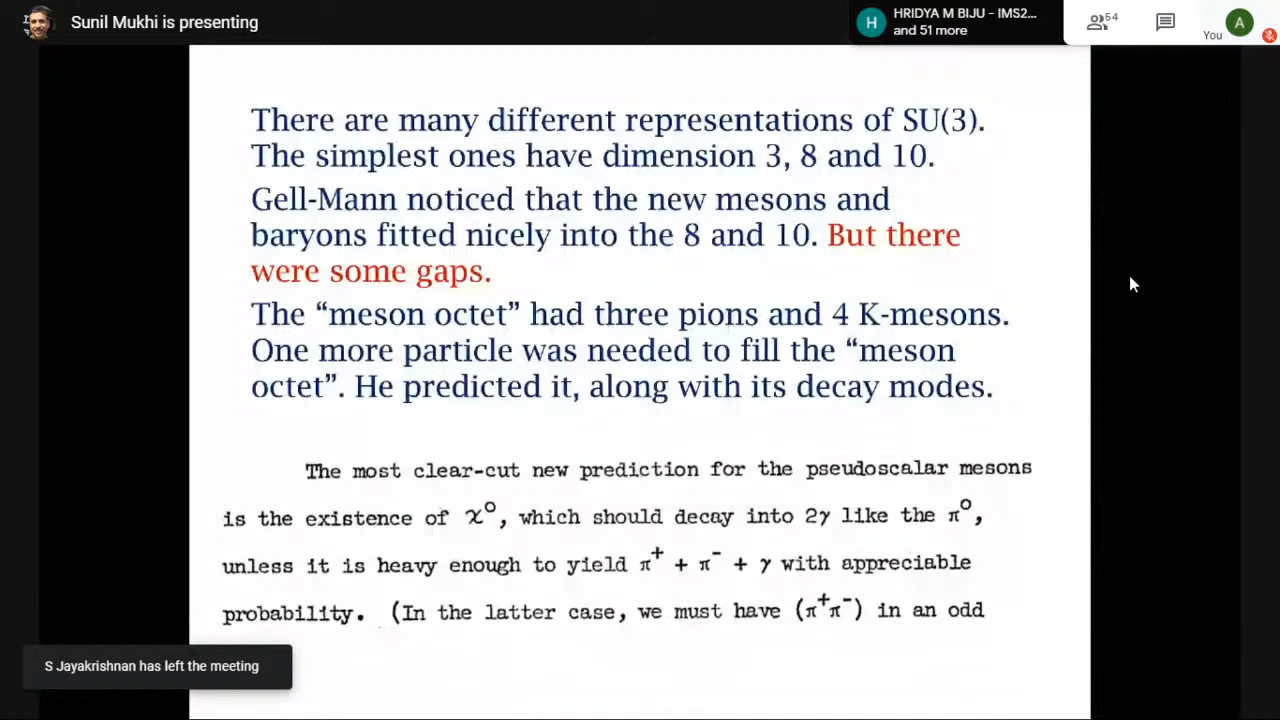 Sunil Mukhi is presenting
H
HRIDYA M BIJU - IMS2...
and 51 more
54
You
A
There are many different representations of SU(3).
The simplest ones have dimension 3, 8 and 10.
Gell-Mann noticed that the new mesons and
baryons fitted nicely into the 8 and 10. But there
were some gaps.
The “meson octet” had three pions and 4 K-mesons.
One more particle was needed to fill the “meson
octet”. He predicted it, along with its decay modes.
The most clear-cut new prediction for the pseudoscalar mesons
is the existence of χ⁰, which should decay into 2γ like the π⁰,
unless it is heavy enough to yield π⁺ + π⁻ + γ with appreciable
probability. (In the latter case, we must have (π⁺π⁻) in an odd
S Jayakrishnan has left the meeting